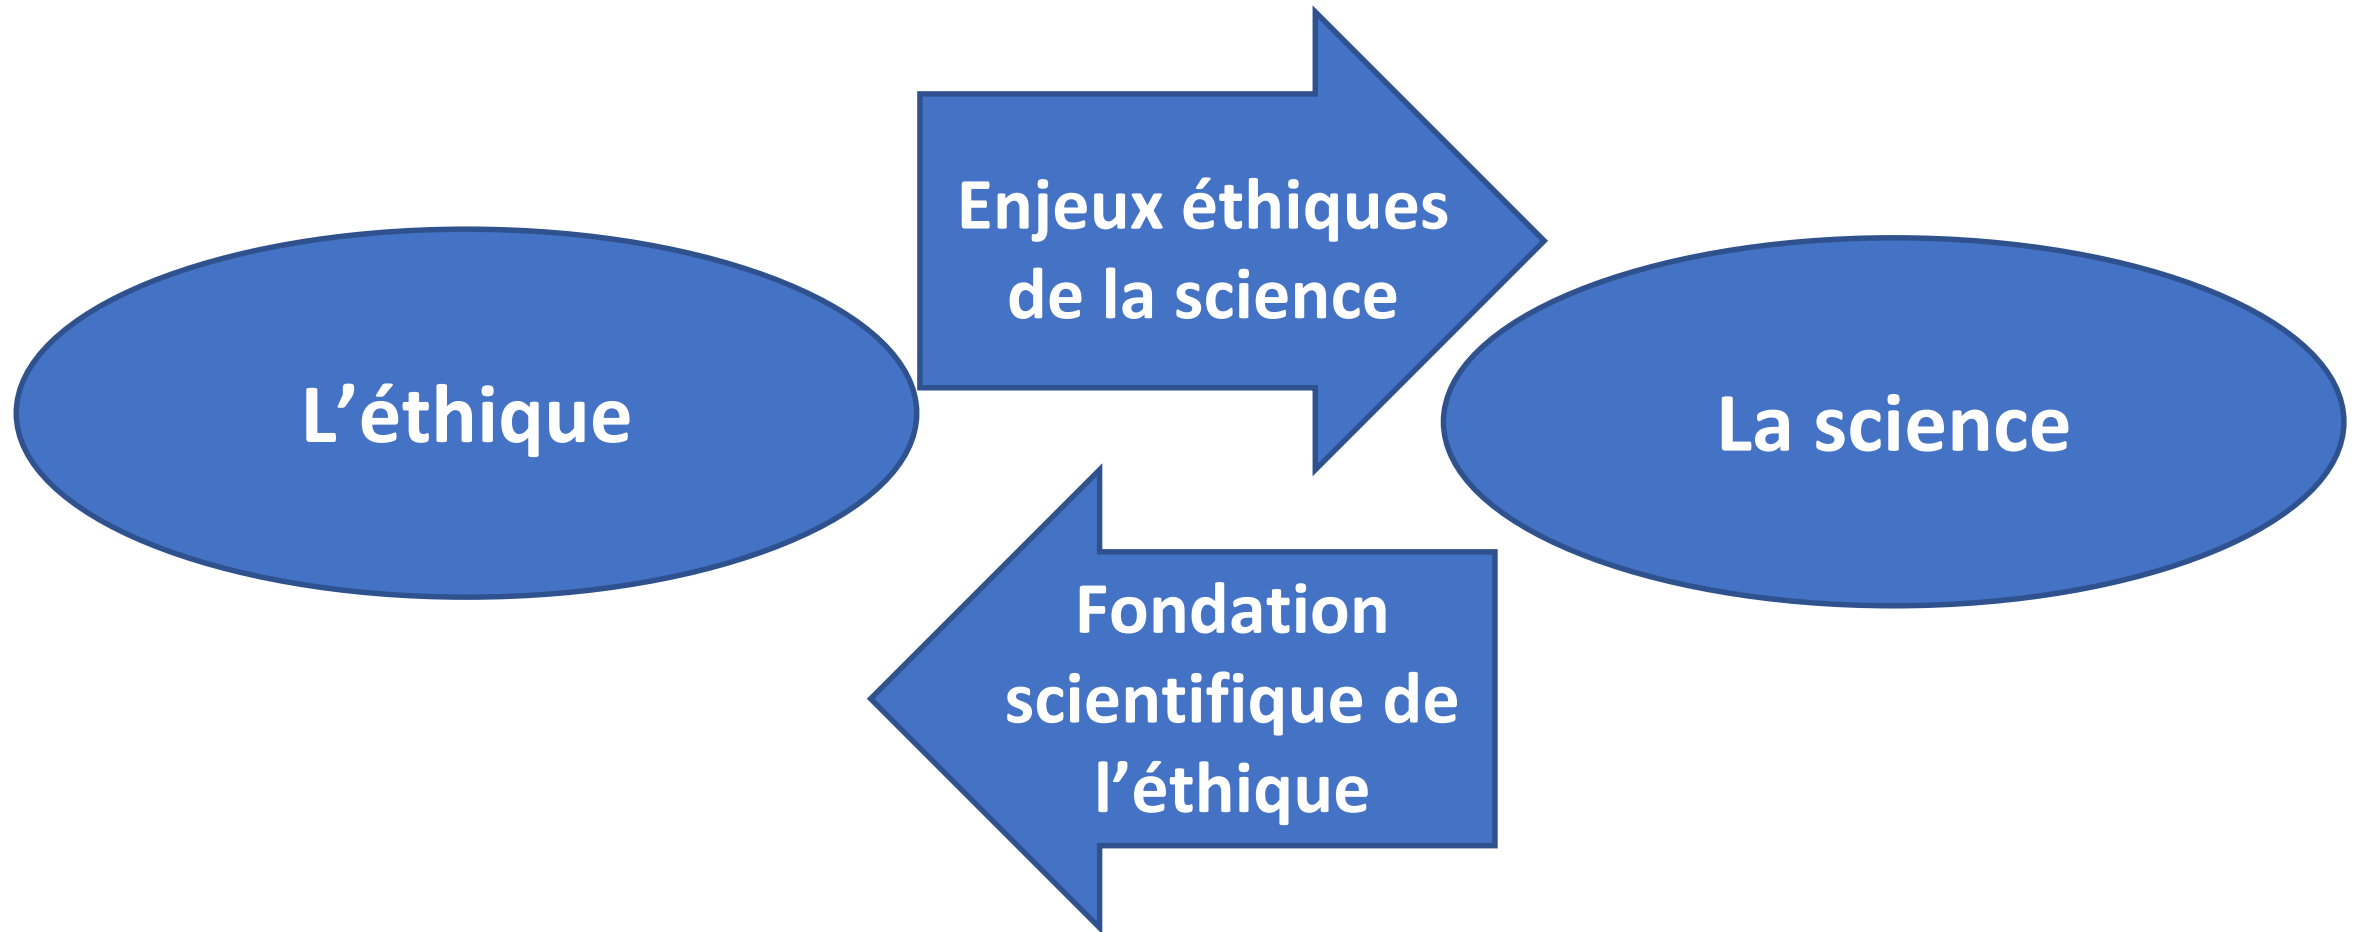 Enjeux éthiques
de la science
L’éthique
La science
Fondation
scientifique de
l’éthique